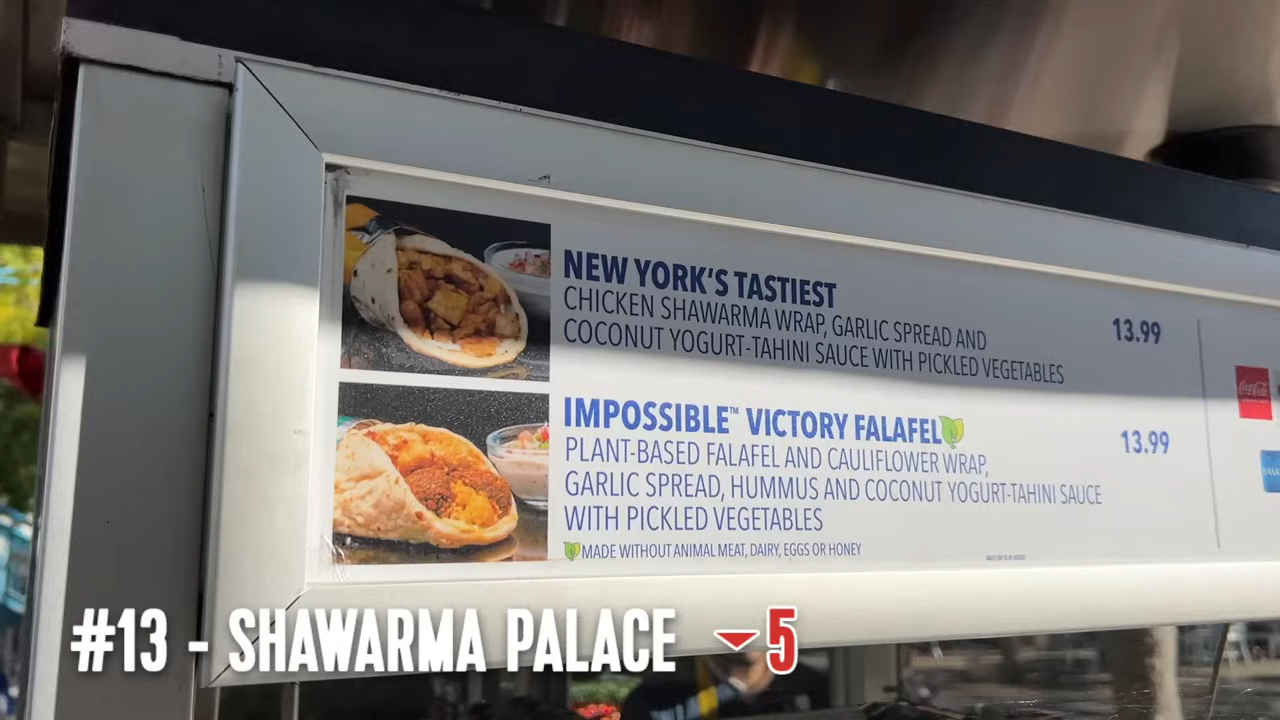 NEW YORK'S TASTIEST
CHICKEN SHAWARMA WRAP, GARLIC SPREAD AND
COCONUT YOGURT-TAHINI SAUCE WITH PICKLED VEGETABLES
13.99
Coca-Cola
IMPOSSIBLE™ VICTORY FALAFEL
13.99
PLANT-BASED FALAFEL AND CAULIFLOWER WRAP,
GARLIC SPREAD, HUMMUS AND COCONUT YOGURT-TAHINI SAUCE
WITH PICKLED VEGETABLES
MADE WITHOUT ANIMAL MEAT, DAIRY, EGGS OR HONEY
#13 - SHAWARMA PALACE 5